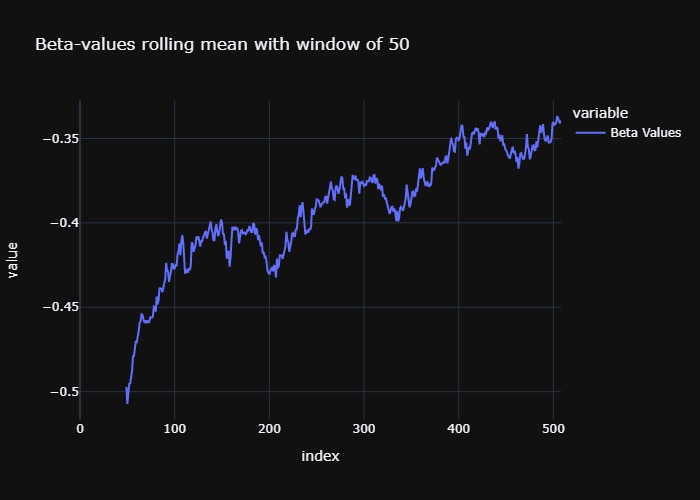 Beta-values rolling mean with window of 50
variable
Beta Values
−0.35
−0.4
−0.45
−0.5
value
0
100
200
300
400
500
index